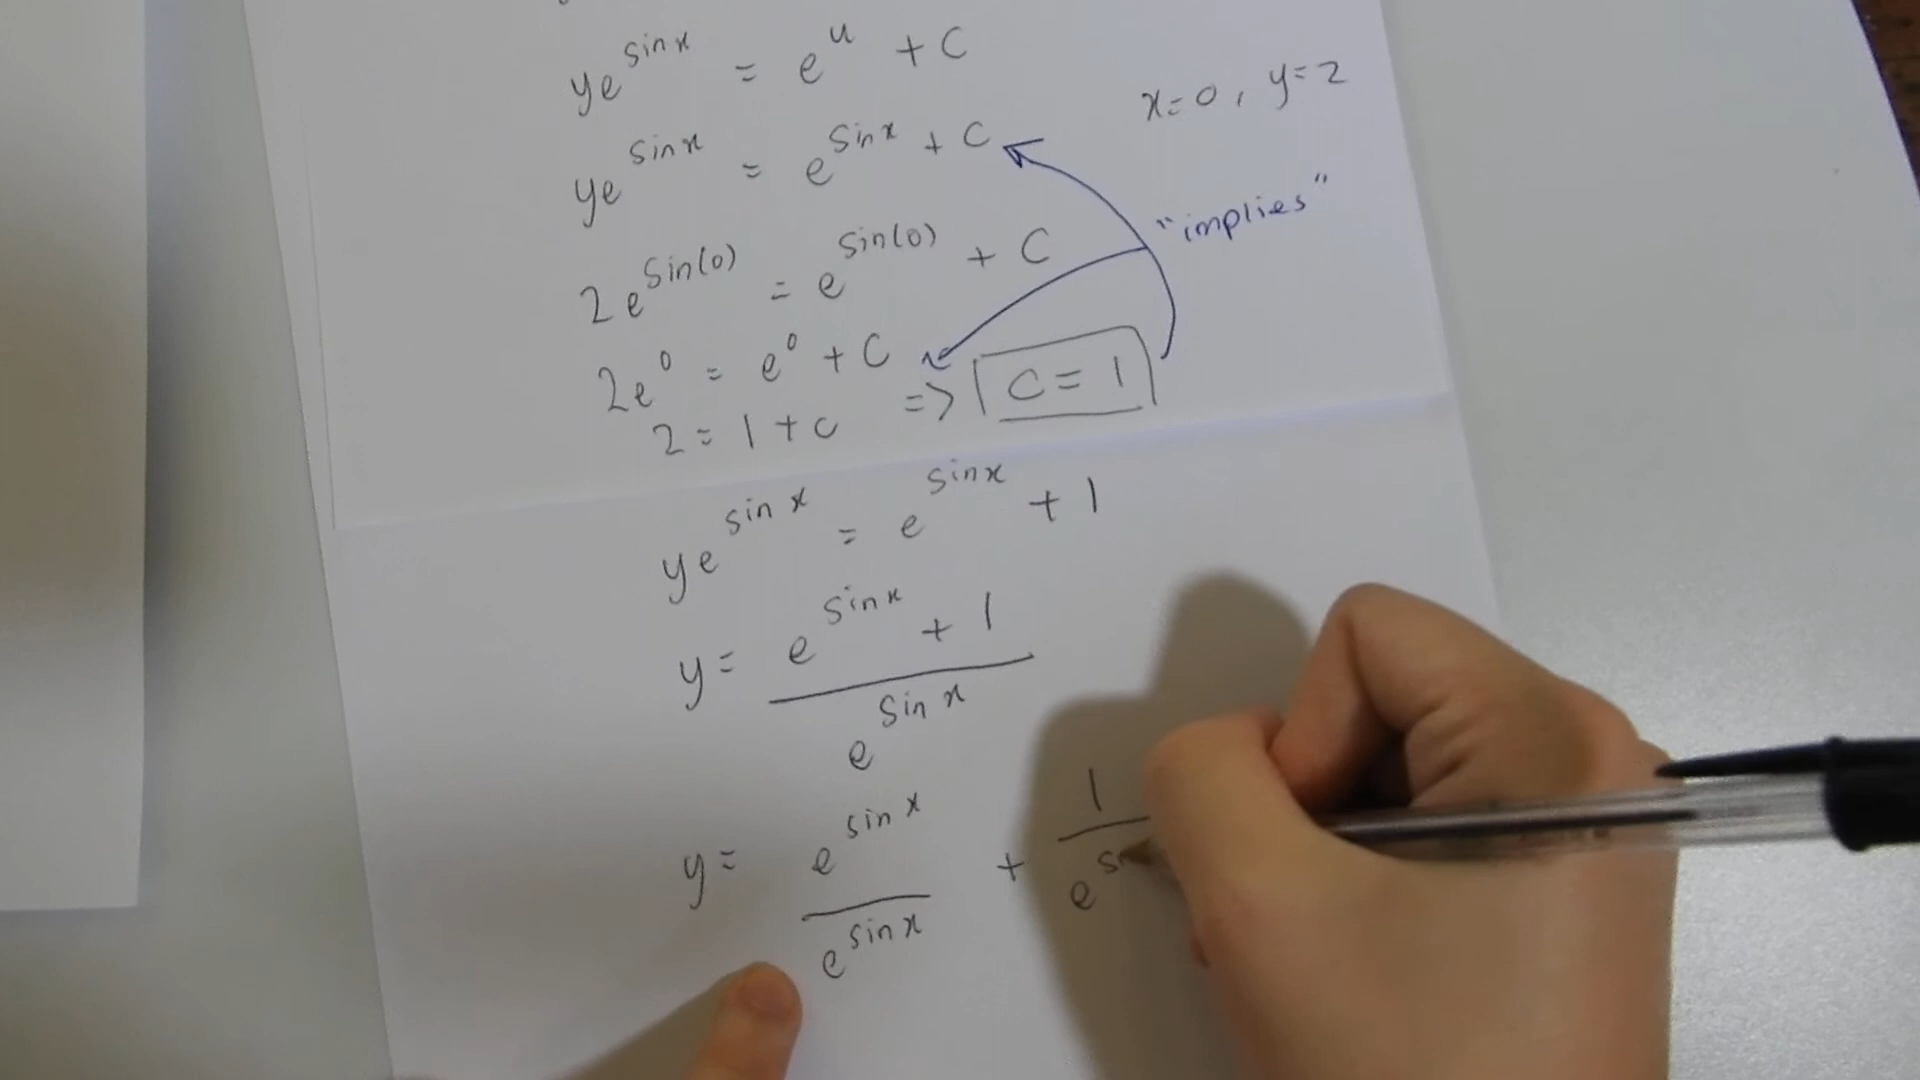 ye^sin x = e^u + C
x=0, y=2
ye^sin x = e^sin x + C
"implies"
2e^sin(0) = e^sin(0) + C
2e^0 = e^0 + C
2 = 1 + c => C = 1
ye^sin x = e^sin x + 1
y = e^sin x + 1
e^sin x
y = e^sin x + 1
e^sin x